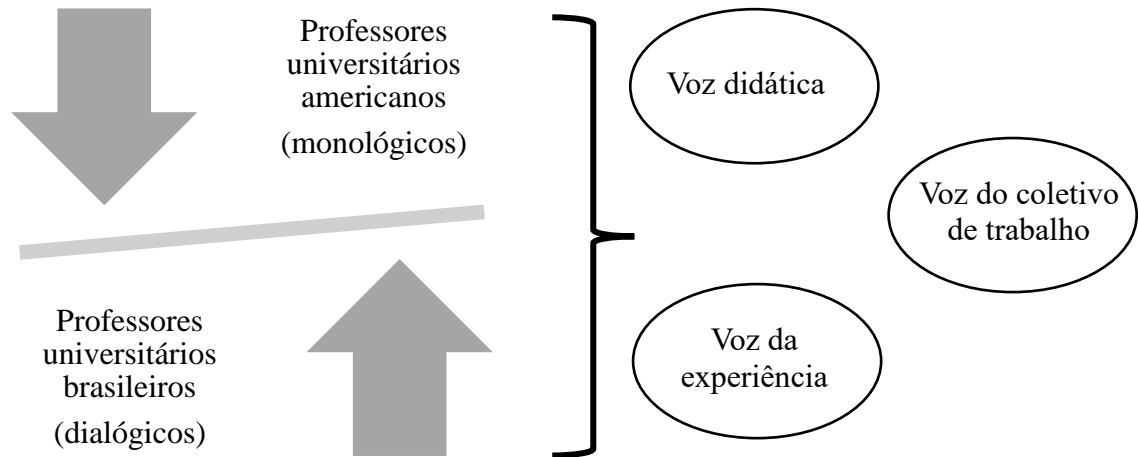 Professores
universitários
americanos
(monológicos)
Professores
universitários
brasileiros
(dialógicos)
Voz didática
Voz do coletivo
de trabalho
Voz da
experiência